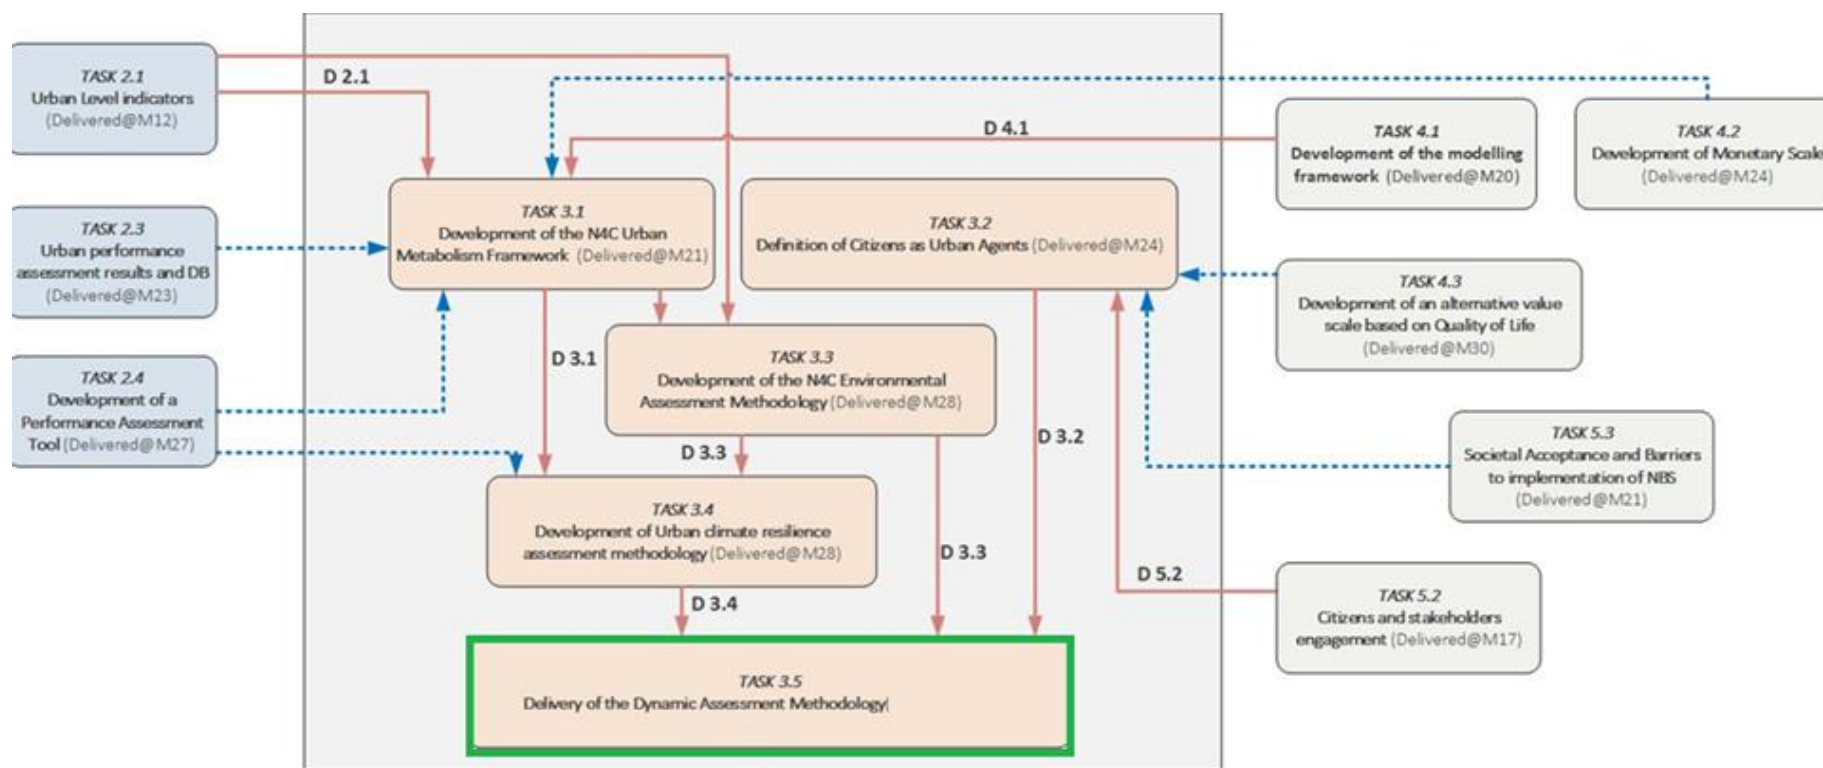 TASK 2.1
Urban Level indicators
(Delivered@M12)
D 2.1
D 4.1
TASK 4.1
Development of the modelling
framework (Delivered@M20)
TASK 4.2
Development of Monetary Scale
(Delivered@M24)
TASK 2.3
Urban performance
assessment results and DB
(Delivered@M23)
TASK 3.1
Development of the N4C Urban
Metabolism Framework (Delivered@M21)
TASK 3.2
Definition of Citizens as Urban Agents (Delivered@M24)
TASK 4.3
Development of an alternative value
scale based on Quality of Life
(Delivered@M30)
TASK 2.4
Development of a
Performance Assessment
Tool (Delivered@M27)
D 3.1
TASK 3.3
Development of the N4C Environmental
Assessment Methodology (Delivered@M28)
D 3.3
D 3.2
TASK 5.3
Societal Acceptance and Barriers
to implementation of NBS
(Delivered@M21)
TASK 3.4
Development of Urban climate resilience
assessment methodology (Delivered@M28)
D 3.3
D 5.2
D 3.4
TASK 5.2
Citizens and stakeholders
engagement (Delivered@M17)
TASK 3.5
Delivery of the Dynamic Assessment Methodology